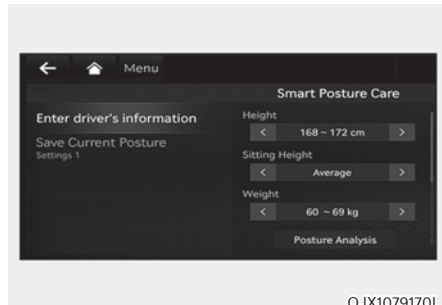 Menu
Smart Posture Care
Enter driver's information
Save Current Posture
Settings 1
Height
< 168 ~ 172 cm >
Sitting Height
< Average >
Weight
< 60 ~ 69 kg >
Posture Analysis
OJX1079170L